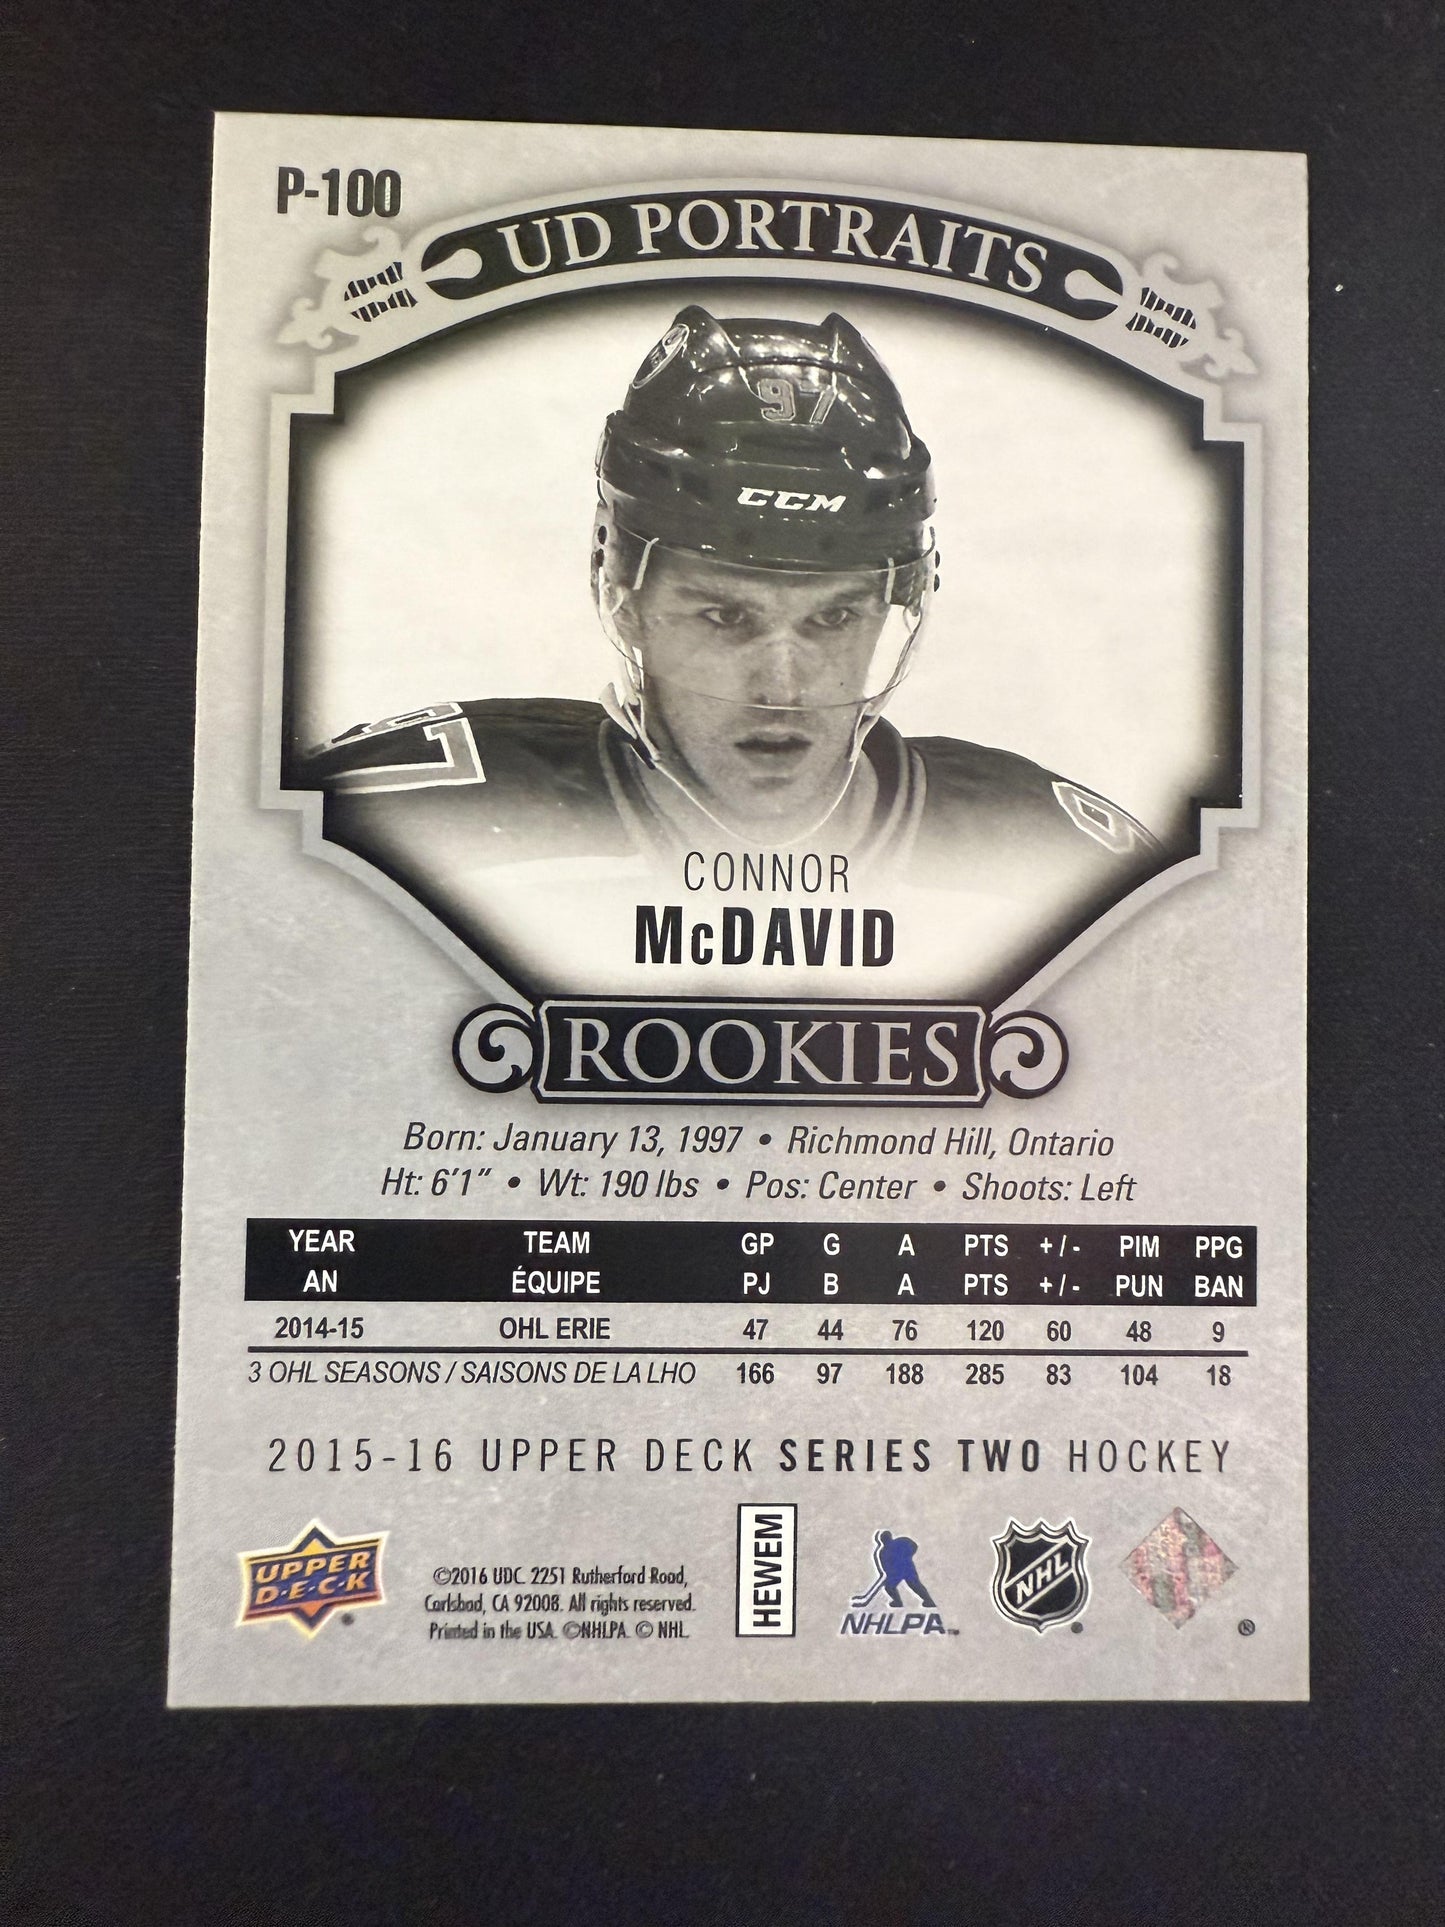 P-100
UD PORTRAITS
97
CCM
CONNOR
McDAVID
ROOKIES
Born: January 13, 1997 • Richmond Hill, Ontario
Ht: 6'1" • Wt: 190 lbs • Pos: Center • Shoots: Left
YEAR TEAM GP G A PTS +/- PIM PPG
AN ÉQUIPE PJ B A PTS +/- PUN BAN
2014-15 OHL ERIE 47 44 76 120 60 48 9
3 OHL SEASONS / SAISONS DE LA LHO 166 97 188 285 83 104 18
2015-16 UPPER DECK SERIES TWO HOCKEY
UPPER
D·E·C·K
©2016 UDC. 2251 Rutherford Road,
Carlsbad, CA 92008. All rights reserved.
Printed in the USA. ©NHLPA. © NHL.
HEWEM
NHLPA™
NHL